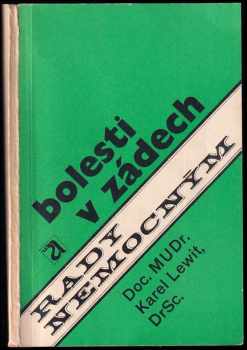 bolesti
v zádech
RADY
NEMOCNÝM
Doc. MUDr.
Karel Lewit,
DrSc.